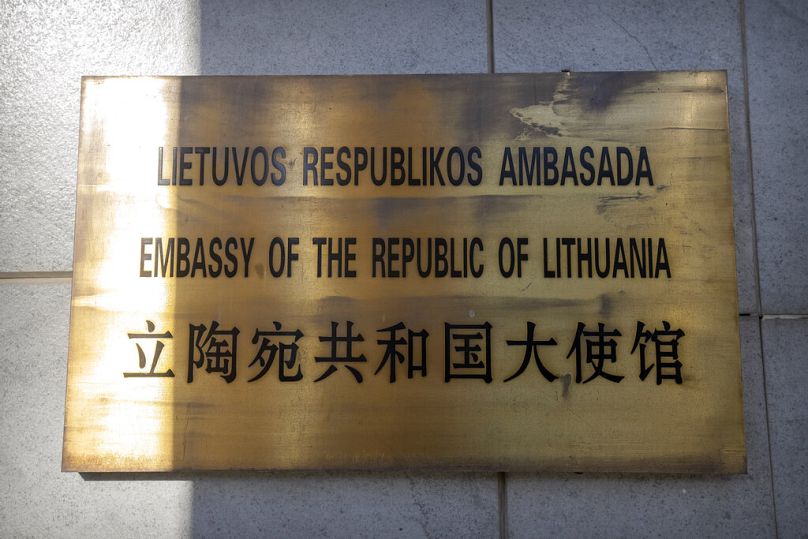 LIETUVOS RESPUBLIKOS AMBASADA
EMBASSY OF THE REPUBLIC OF LITHUANIA
立陶宛共和国大使馆